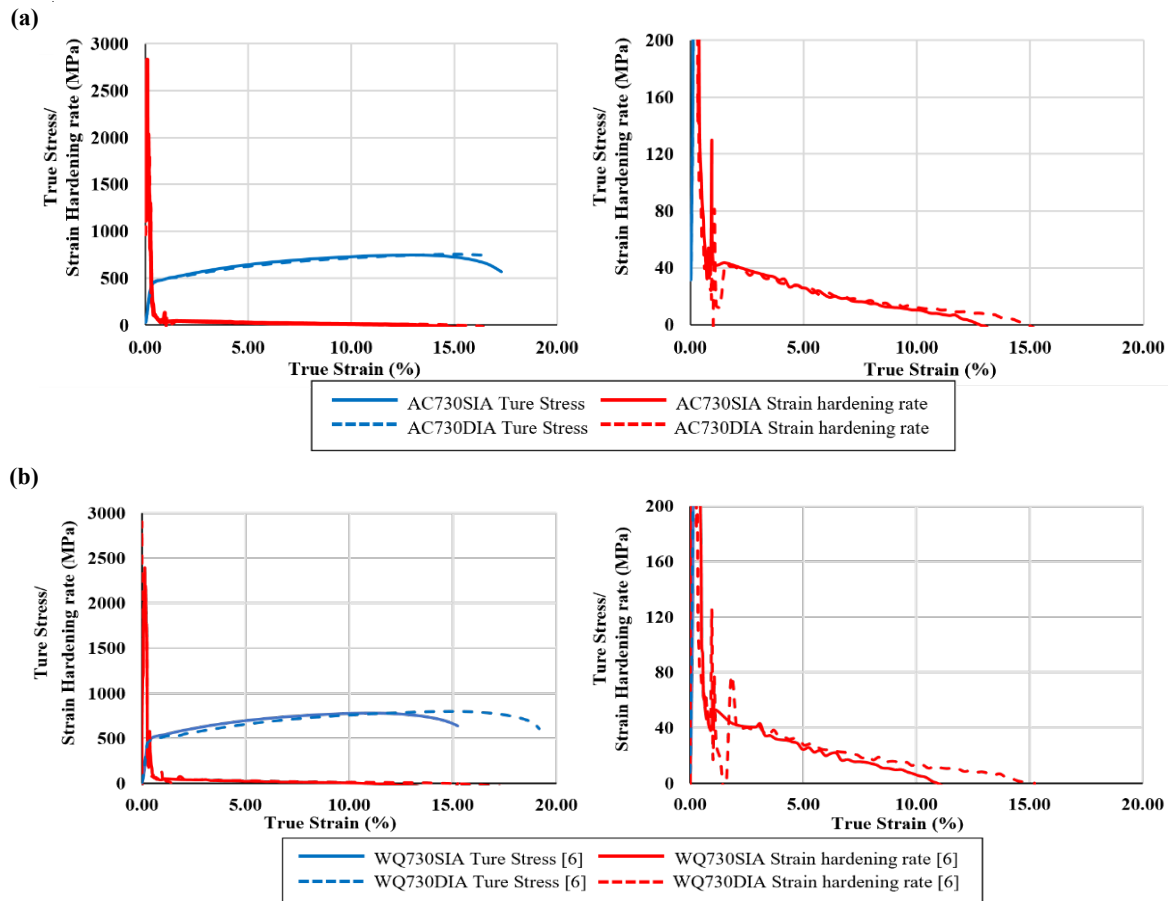 (a)
True Stress/
Strain Hardening rate (MPa)
3000
2500
2000
1500
1000
500
0
0.00 5.00 10.00 15.00 20.00
True Strain (%)
True Stress/
Strain Hardening rate (MPa)
200
160
120
80
40
0
0.00 5.00 10.00 15.00 20.00
True Strain (%)
AC730SIA Ture Stress AC730SIA Strain hardening rate
AC730DIA Ture Stress AC730DIA Strain hardening rate
(b)
Ture Stress/
Strain Hardening rate (MPa)
3000
2500
2000
1500
1000
500
0
0.00 5.00 10.00 15.00 20.00
True Strain (%)
Ture Stress/
Strain Hardening rate (MPa)
200
160
120
80
40
0
0.00 5.00 10.00 15.00 20.00
True Strain (%)
WQ730SIA Ture Stress [6] WQ730SIA Strain hardening rate [6]
WQ730DIA Ture Stress [6] WQ730DIA Strain hardening rate [6]